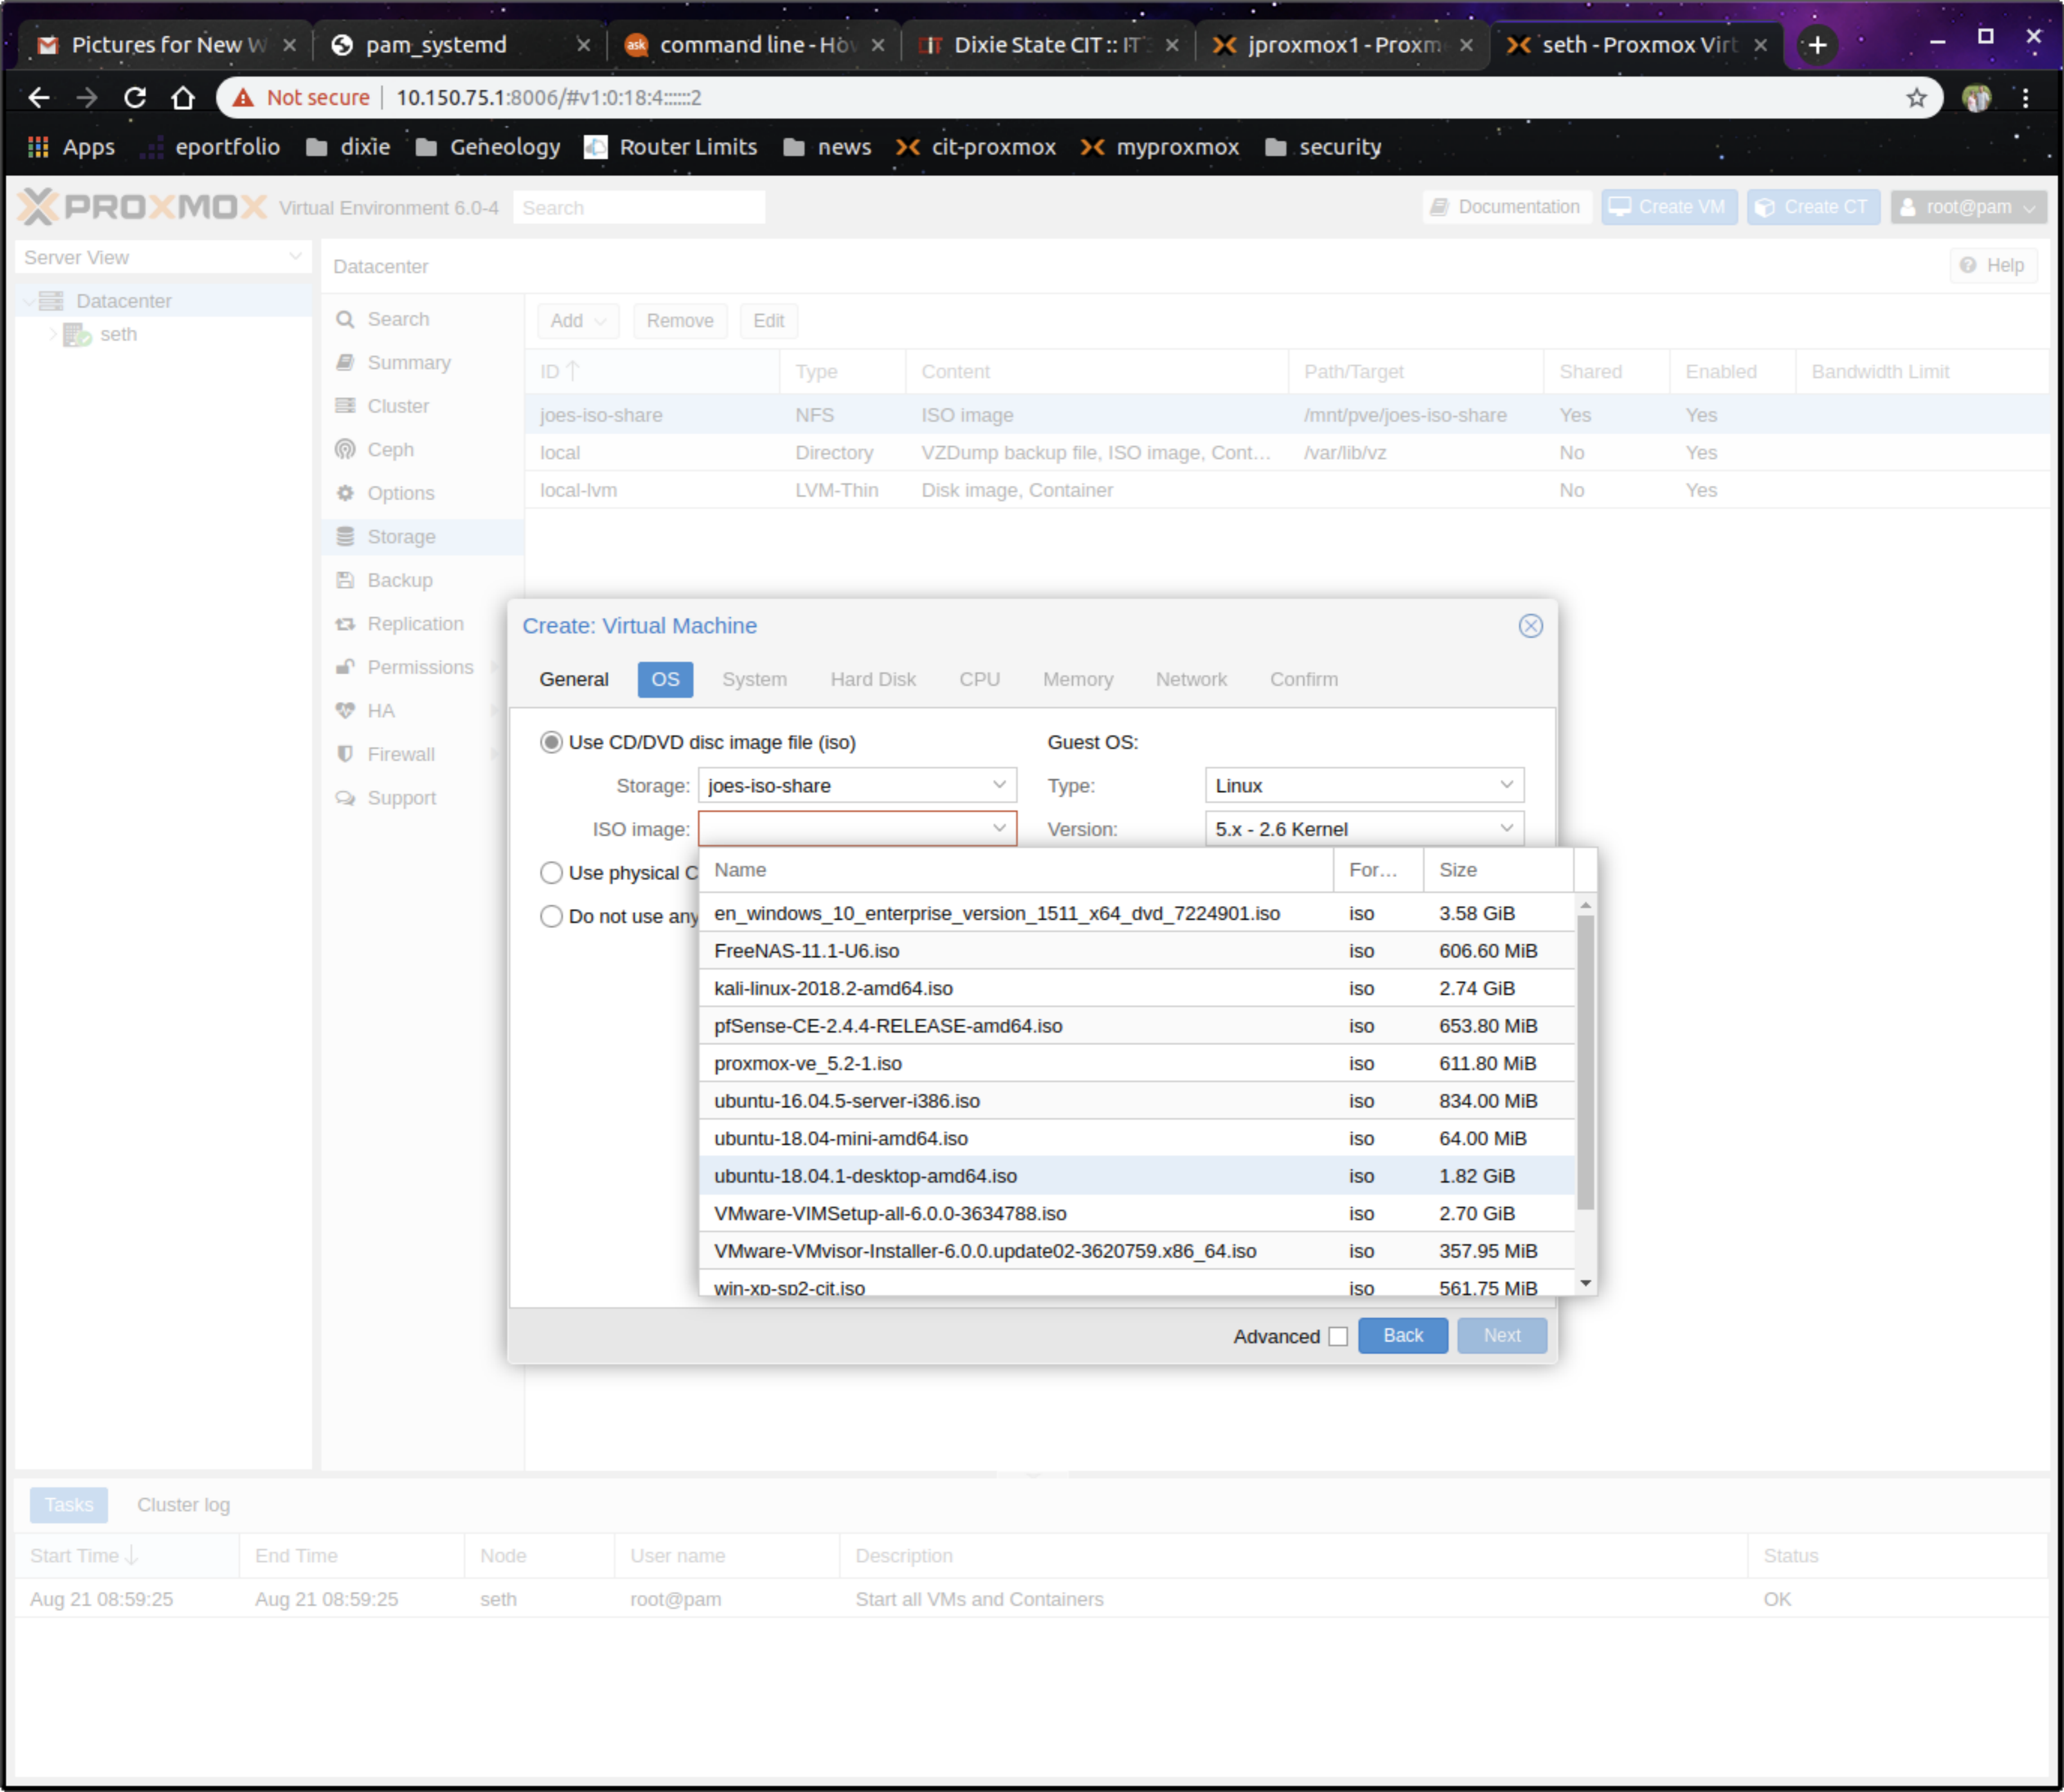 Pictures for New W
pam_systemd
ask command line - How
CIT Dixie State CIT :: IT
jproxmox1 - Proxm
seth - Proxmox Virt
Not secure | 10.150.75.1:8006/#v1:0:18:4::::::2
Apps eportfolio dixie Geneology Router Limits news cit-proxmox myproxmox security
PROXMOX Virtual Environment 6.0-4 Search Documentation Create VM Create CT root@pam
Server View
Datacenter
seth
Datacenter Help
Search
Summary
Cluster
Ceph
Options
Storage
Backup
Replication
Permissions
HA
Firewall
Support
Add Remove Edit
ID Type Content Path/Target Shared Enabled Bandwidth Limit
joes-iso-share NFS ISO image /mnt/pve/joes-iso-share Yes Yes
local Directory VZDump backup file, ISO image, Cont... /var/lib/vz No Yes
local-lvm LVM-Thin Disk image, Container No Yes
Create: Virtual Machine
General OS System Hard Disk CPU Memory Network Confirm
Use CD/DVD disc image file (iso) Guest OS:
Storage: joes-iso-share Type: Linux
ISO image: Version: 5.x - 2.6 Kernel
Use physical C
Do not use any
Name For... Size
en_windows_10_enterprise_version_1511_x64_dvd_7224901.iso iso 3.58 GiB
FreeNAS-11.1-U6.iso iso 606.60 MiB
kali-linux-2018.2-amd64.iso iso 2.74 GiB
pfSense-CE-2.4.4-RELEASE-amd64.iso iso 653.80 MiB
proxmox-ve_5.2-1.iso iso 611.80 MiB
ubuntu-16.04.5-server-i386.iso iso 834.00 MiB
ubuntu-18.04-mini-amd64.iso iso 64.00 MiB
ubuntu-18.04.1-desktop-amd64.iso iso 1.82 GiB
VMware-VIMSetup-all-6.0.0-3634788.iso iso 2.70 GiB
VMware-VMvisor-Installer-6.0.0.update02-3620759.x86_64.iso iso 357.95 MiB
win-xp-sp2-cit.iso iso 561.75 MiB
Advanced Back Next
Tasks Cluster log
Start Time End Time Node User name Description Status
Aug 21 08:59:25 Aug 21 08:59:25 seth root@pam Start all VMs and Containers OK